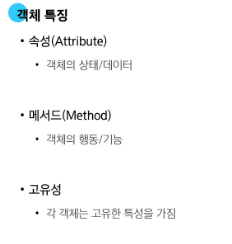 객체 특징
• 속성(Attribute)
• 객체의 상태/데이터
• 메서드(Method)
• 객체의 행동/기능
• 고유성
• 각 객체는 고유한 특성을 가짐